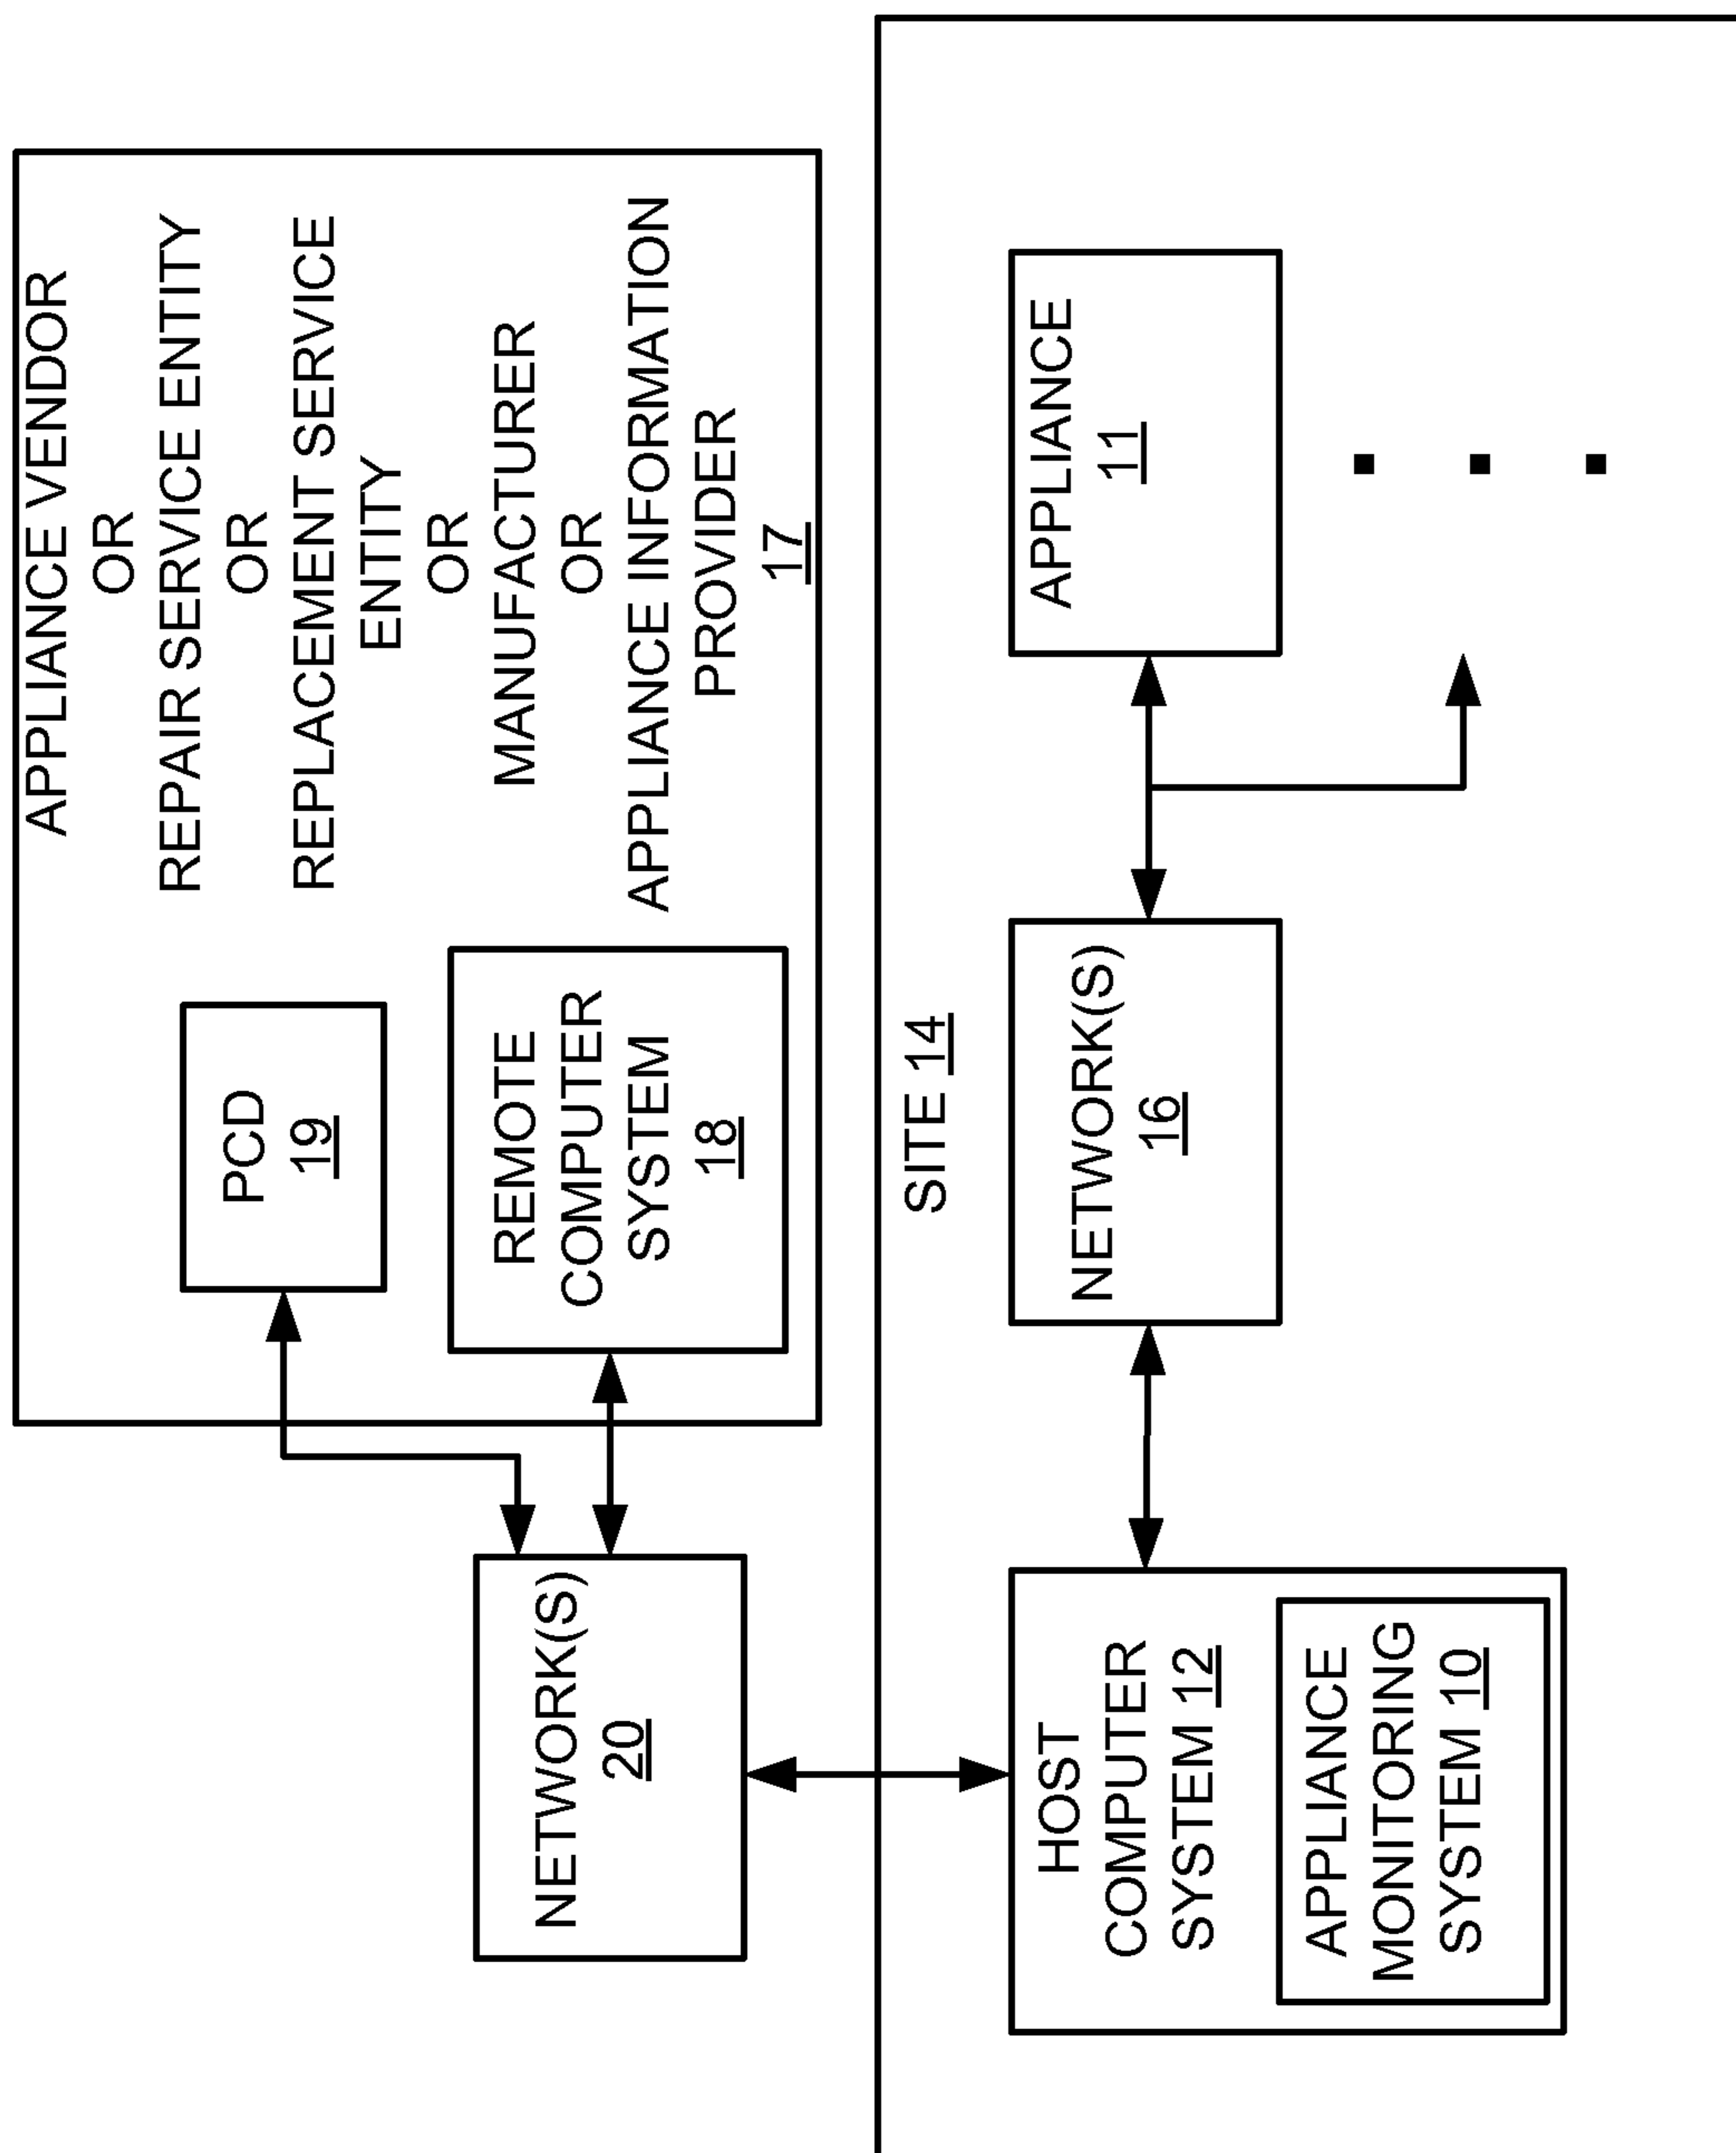 APPLIANCE VENDOR
OR
REPAIR SERVICE ENTITY
OR
REPLACEMENT SERVICE
ENTITY
OR
MANUFACTURER
OR
APPLIANCE INFORMATION
PROVIDER
17
PCD
19
REMOTE
COMPUTER
SYSTEM
18
NETWORK(S)
20
SITE 14
HOST
COMPUTER
SYSTEM 12
APPLIANCE
MONITORING
SYSTEM 10
NETWORK(S)
16
APPLIANCE
11